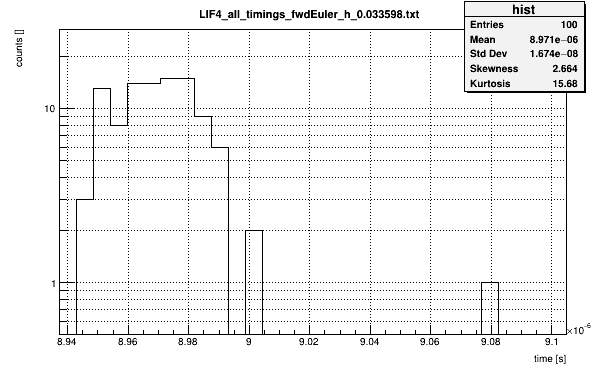 LIF4_all_timings_fwdEuler_h_0.033598.txt
hist
Entries 100
Mean 8.971e−06
Std Dev 1.674e−08
Skewness 2.664
Kurtosis 15.68
counts []
10
1
8.94 8.96 8.98 9 9.02 9.04 9.06 9.08 9.1
×10⁻⁶
time [s]